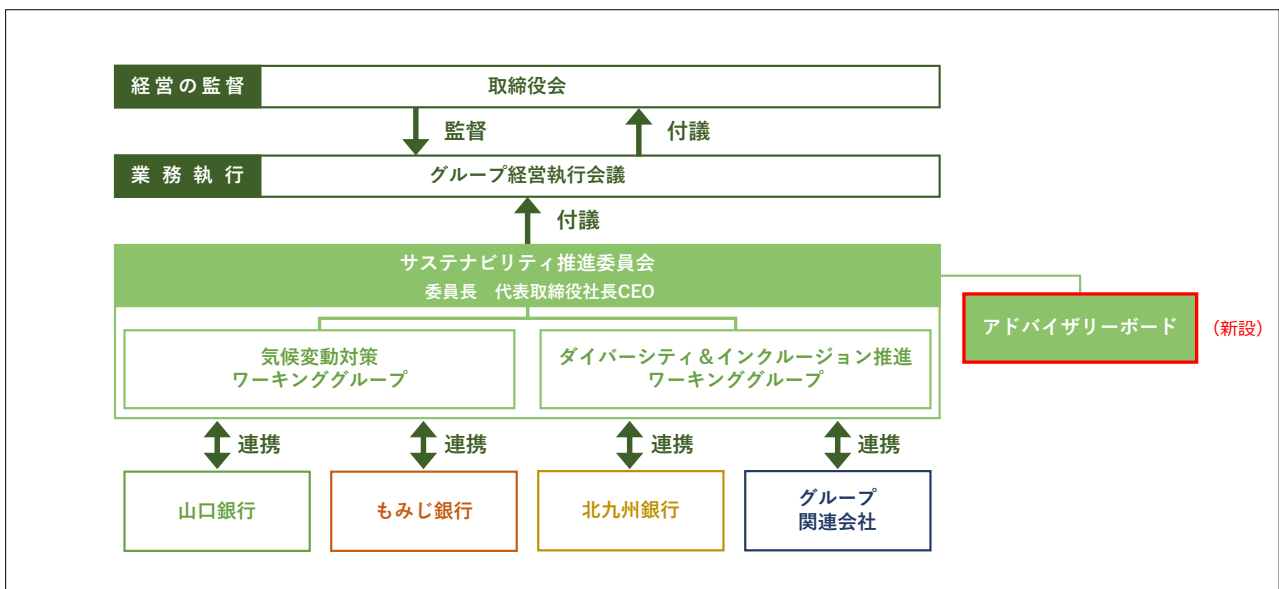 経営の監督
取締役会
監督
付議
業務執行
グループ経営執行会議
付議
サステナビリティ推進委員会
委員長　代表取締役社長CEO
アドバイザリーボード
（新設）
気候変動対策
ワーキンググループ
ダイバーシティ＆インクルージョン推進
ワーキンググループ
連携
連携
連携
連携
山口銀行
もみじ銀行
北九州銀行
グループ
関連会社